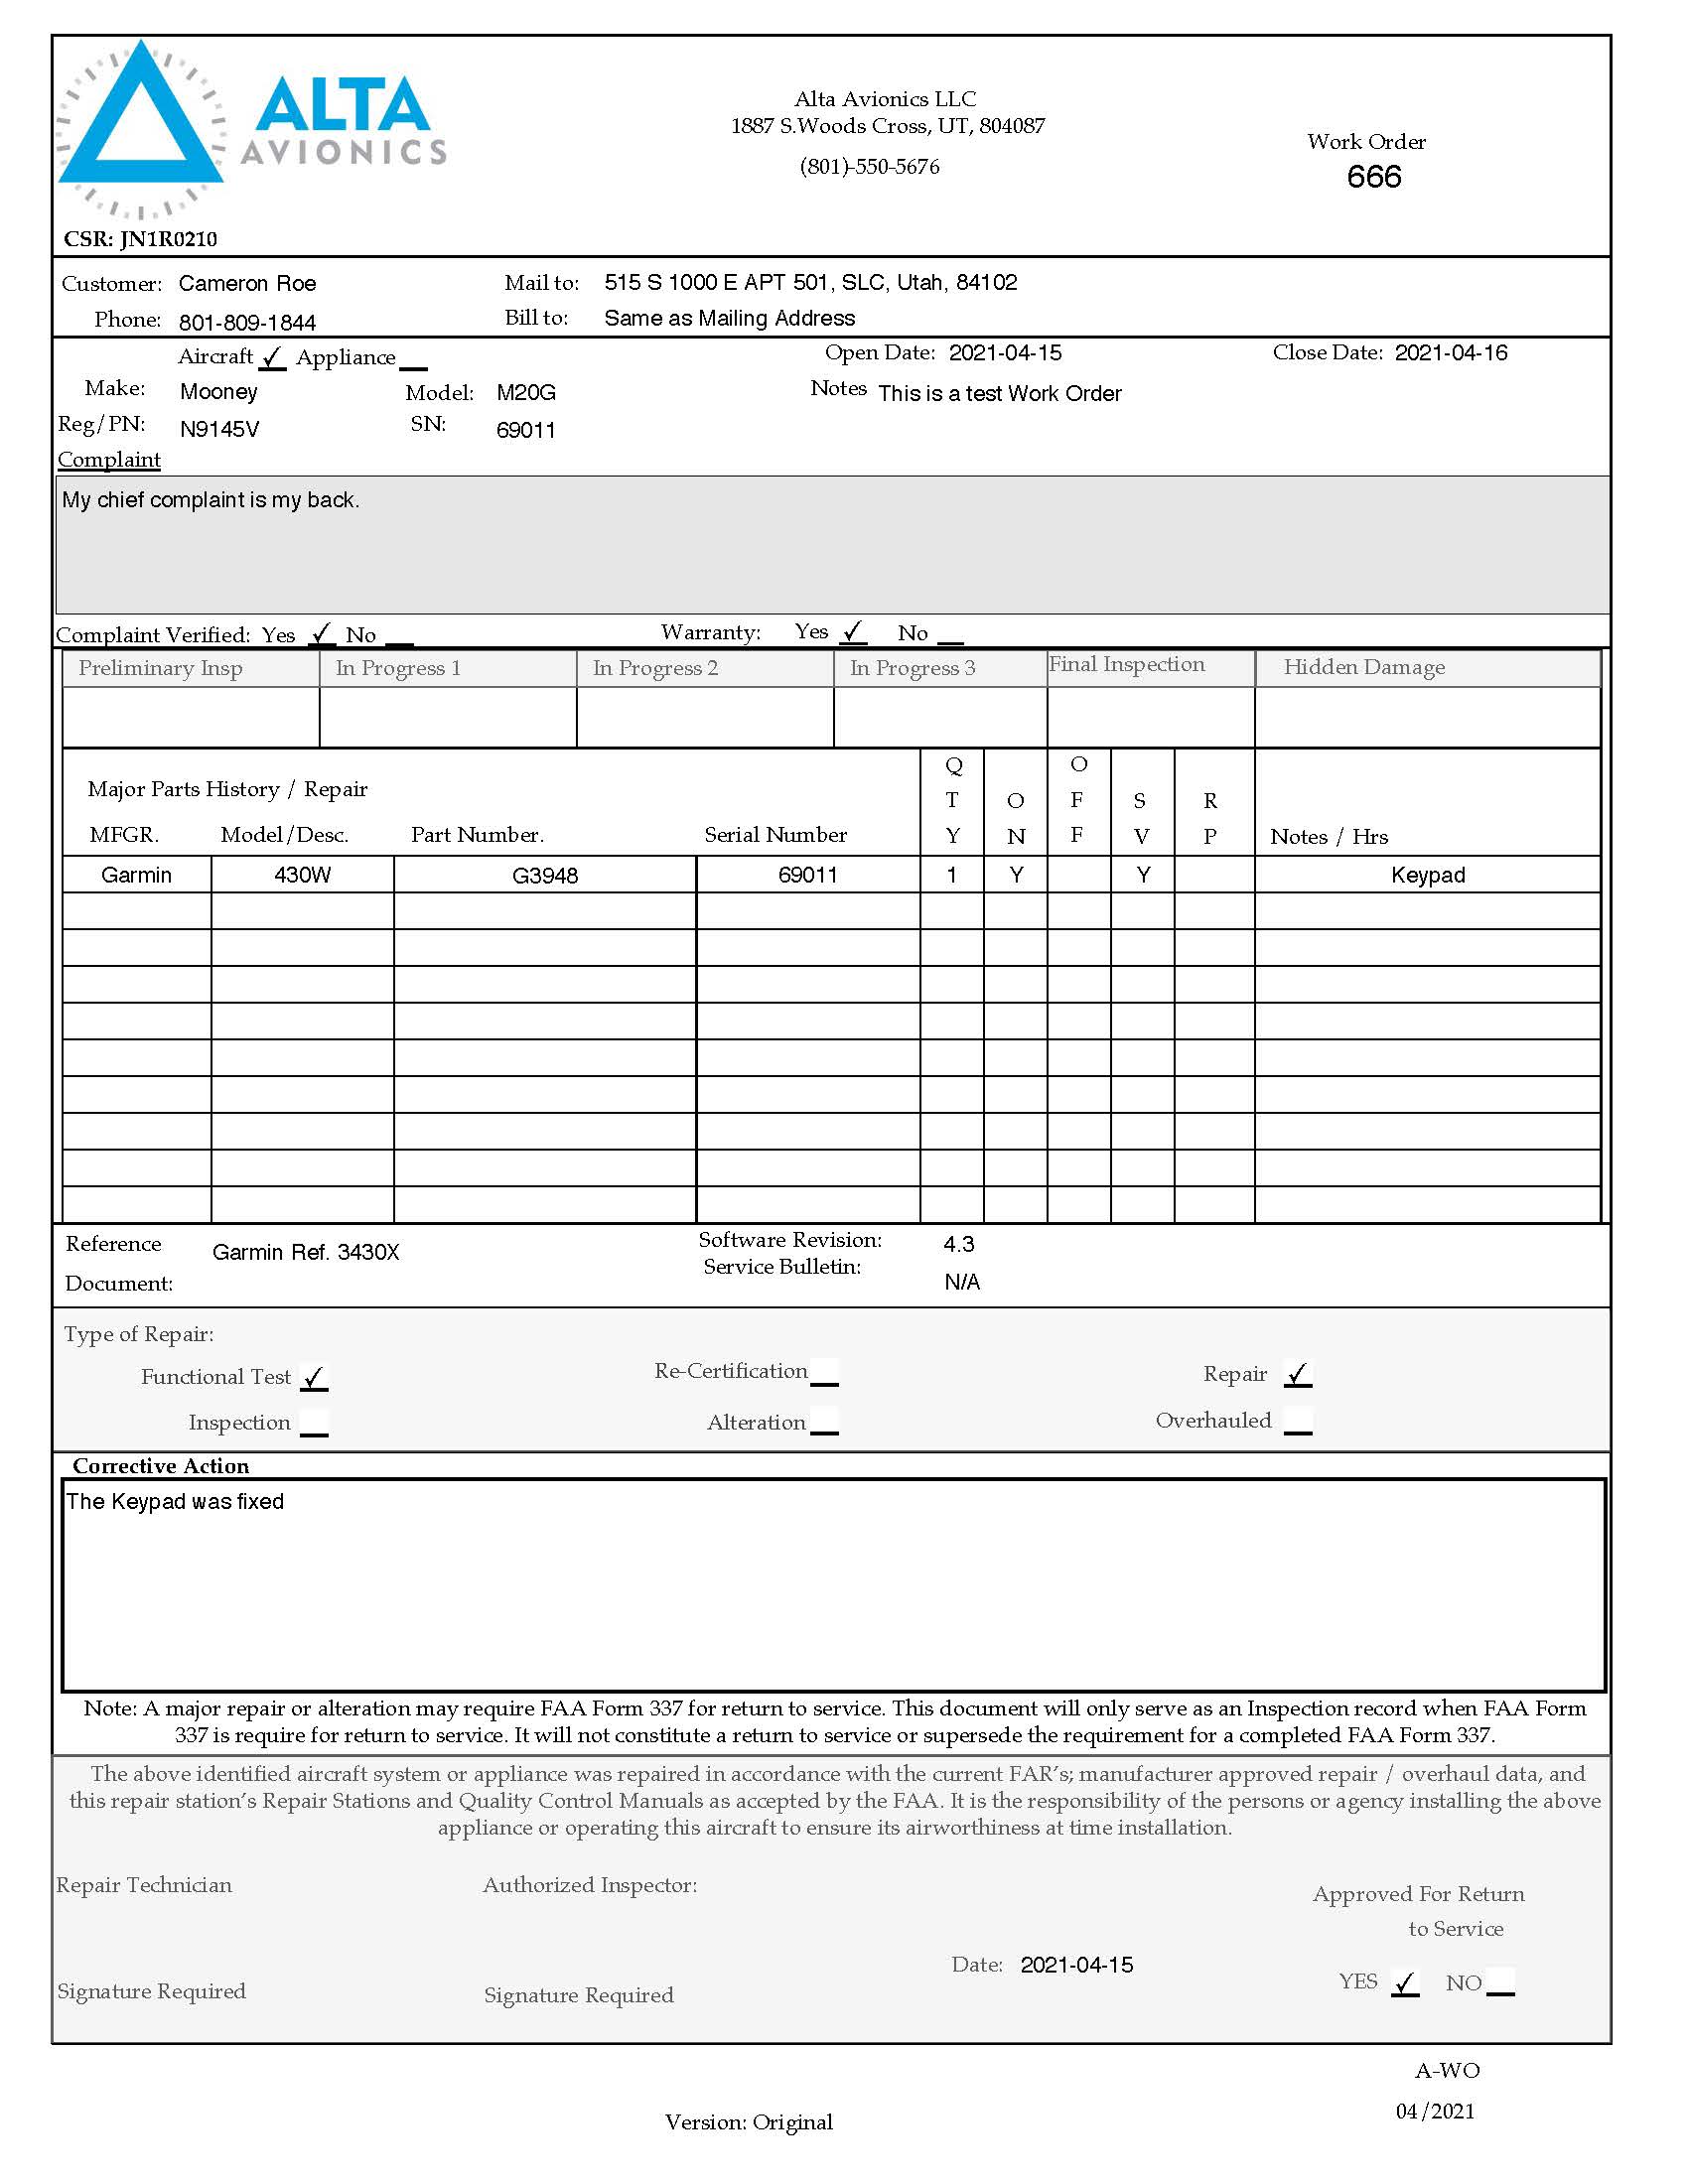 ALTA
AVIONICS
CSR: JN1R0210
Alta Avionics LLC
1887 S.Woods Cross, UT, 804087
(801)-550-5676
Work Order
666
Customer: Cameron Roe Mail to: 515 S 1000 E APT 501, SLC, Utah, 84102
Phone: 801-809-1844 Bill to: Same as Mailing Address
Aircraft ✓ Appliance Open Date: 2021-04-15 Close Date: 2021-04-16
Make: Mooney Model: M20G Notes This is a test Work Order
Reg/PN: N9145V SN: 69011
Complaint
My chief complaint is my back.
Complaint Verified: Yes ✓ No Warranty: Yes ✓ No
Preliminary Insp In Progress 1 In Progress 2 In Progress 3 Final Inspection Hidden Damage
Major Parts History / Repair
MFGR. Model/Desc. Part Number. Serial Number QTY ON OFF SV RP Notes / Hrs
Garmin 430W G3948 69011 1 Y Y Keypad
Reference Document: Garmin Ref. 3430X Software Revision: 4.3
Service Bulletin: N/A
Type of Repair:
Functional Test ✓ Re-Certification Repair ✓
Inspection Alteration Overhauled
Corrective Action
The Keypad was fixed
Note: A major repair or alteration may require FAA Form 337 for return to service. This document will only serve as an Inspection record when FAA Form
337 is require for return to service. It will not constitute a return to service or supersede the requirement for a completed FAA Form 337.
The above identified aircraft system or appliance was repaired in accordance with the current FAR's; manufacturer approved repair / overhaul data, and
this repair station's Repair Stations and Quality Control Manuals as accepted by the FAA. It is the responsibility of the persons or agency installing the above
appliance or operating this aircraft to ensure its airworthiness at time installation.
Repair Technician Authorized Inspector: Approved For Return
to Service
Date: 2021-04-15
YES ✓ NO
Signature Required Signature Required
A-WO
04/2021
Version: Original